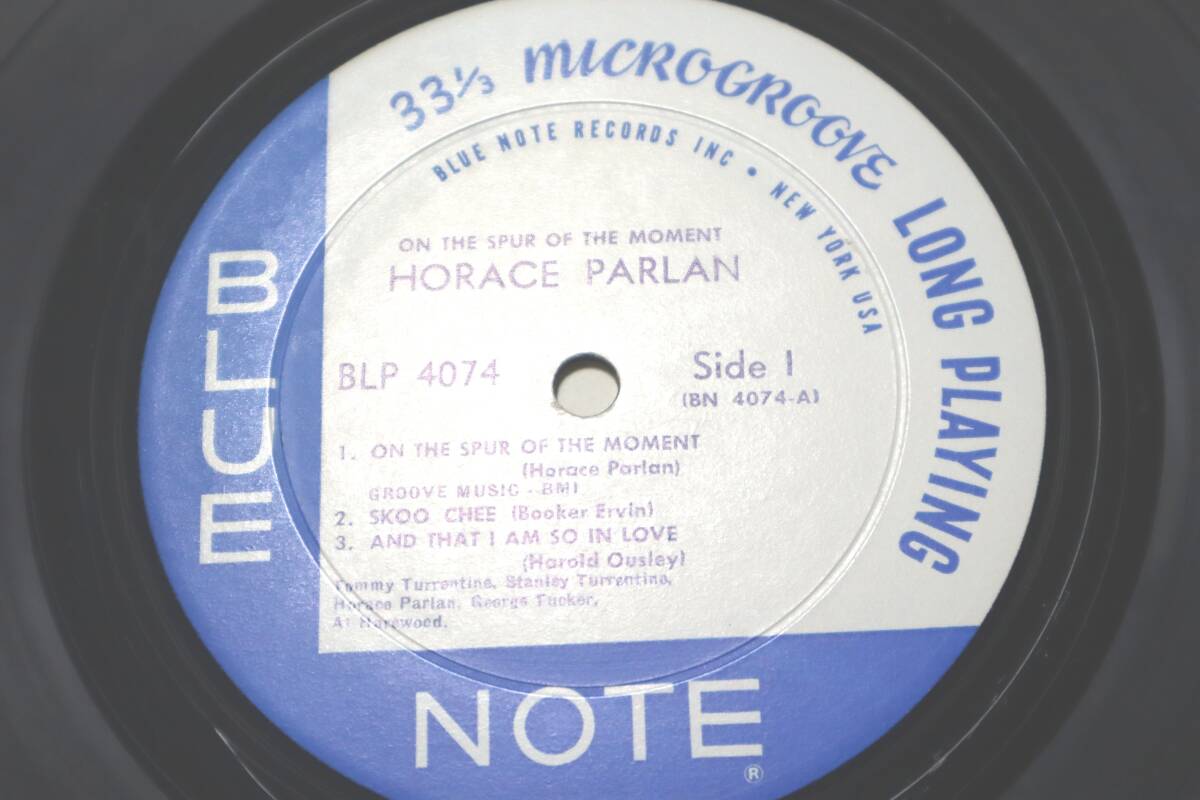 33⅓ MICROGROOVE LONG PLAYING
BLUE NOTE RECORDS INC • NEW YORK USA
ON THE SPUR OF THE MOMENT
HORACE PARLAN
BLP 4074
Side 1
(BN 4074-A)
1. ON THE SPUR OF THE MOMENT
(Horace Parlan)
GROOVE MUSIC - BMI
2. SKOO CHEE (Booker Ervin)
3. AND THAT I AM SO IN LOVE
(Harold Ousley)
Tommy Turrentine, Stanley Turrentine,
Horace Parlan, George Tucker,
Al Harewood.
BLUE
NOTE
®